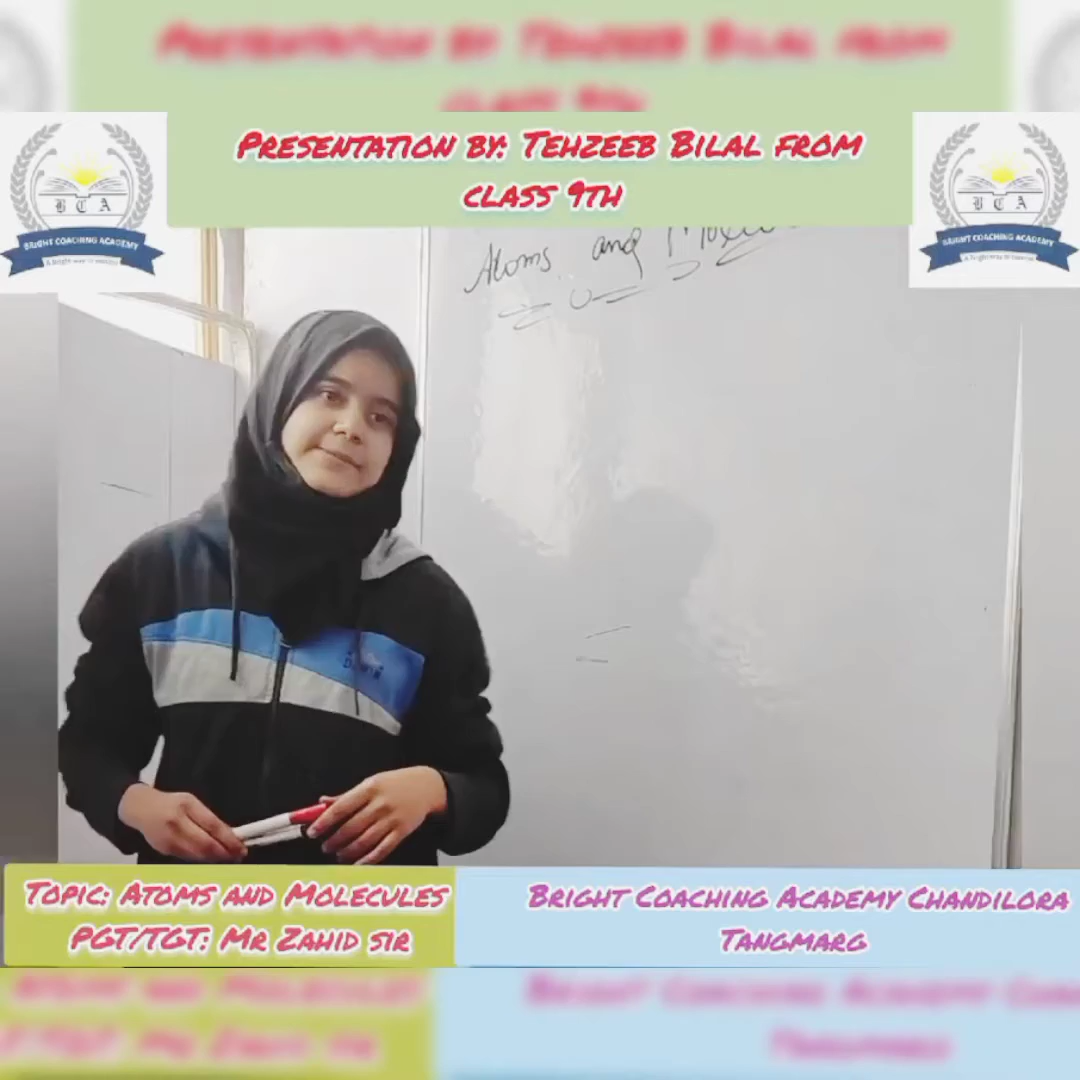 PRESENTATION BY: TEHZEEB BILAL FROM
CLASS 9TH
B C A
BRIGHT COACHING ACADEMY
B C A
BRIGHT COACHING ACADEMY
Atoms and
TOPIC: ATOMS AND MOLECULES
PGT/TGT: MR ZAHID SIR
BRIGHT COACHING ACADEMY CHANDILORA
TANGMARG